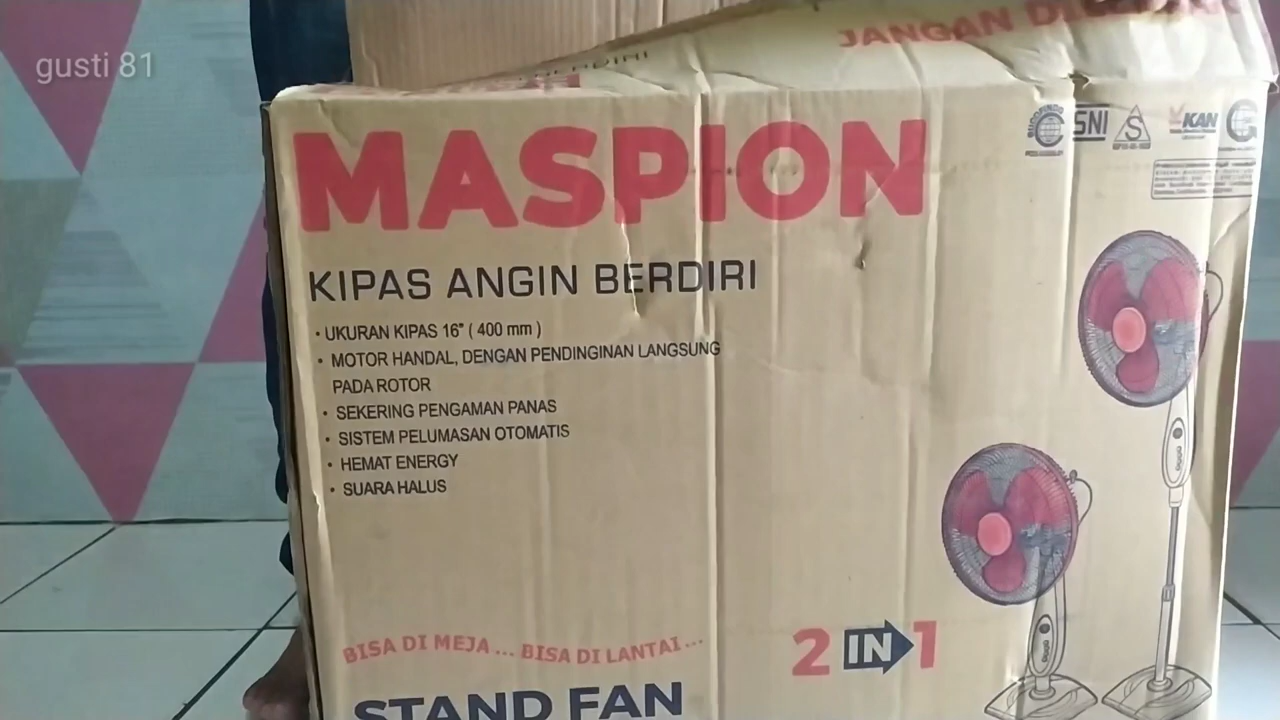 gusti 81
JANGAN
BERDIRI
MASPION
SNI
KAN
KIPAS ANGIN BERDIRI
• UKURAN KIPAS 16" ( 400 mm )
• MOTOR HANDAL, DENGAN PENDINGINAN LANGSUNG
PADA ROTOR
• SEKERING PENGAMAN PANAS
• SISTEM PELUMASAN OTOMATIS
• HEMAT ENERGY
• SUARA HALUS
BISA DI MEJA... BISA DI LANTAI...
2 IN 1
STAND FAN